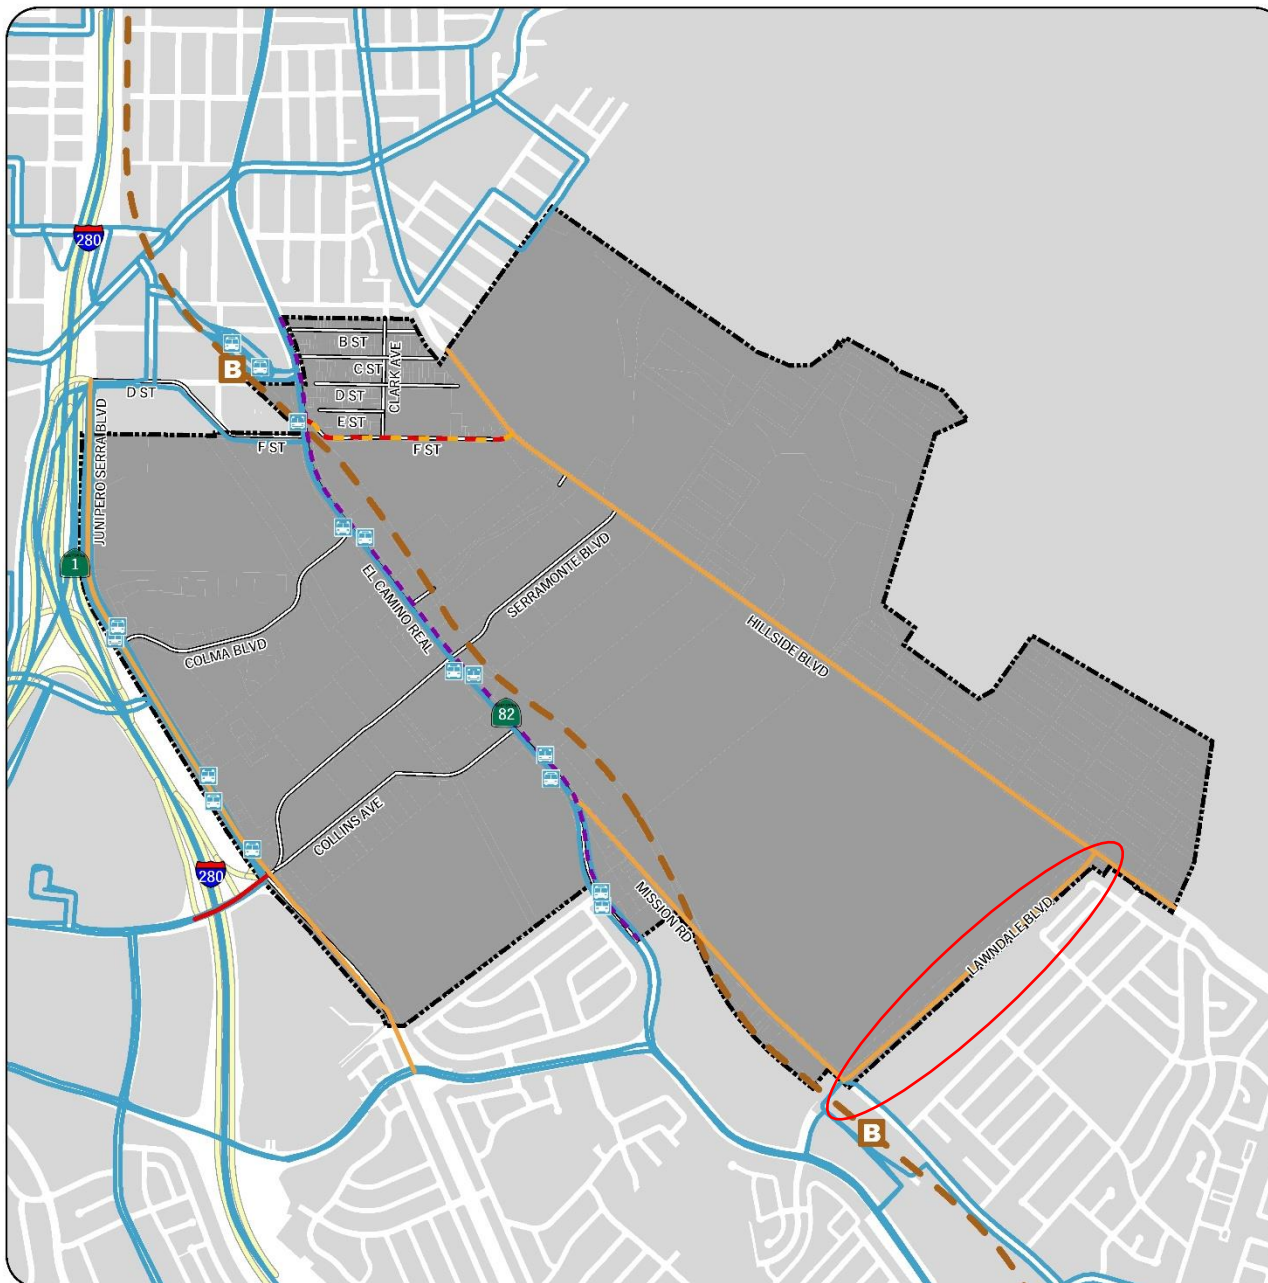 280
B ST
C ST
CLARK AVE
B
D ST
D ST
E ST
F ST
F ST
JUNIPERO SERRA BLVD
1
EL CAMINO REAL
SERRAMONTE BLVD
COLMA BLVD
HILLSIDE BLVD
82
COLLINS AVE
280
MISSION RD
LAWNDALE BLVD
B